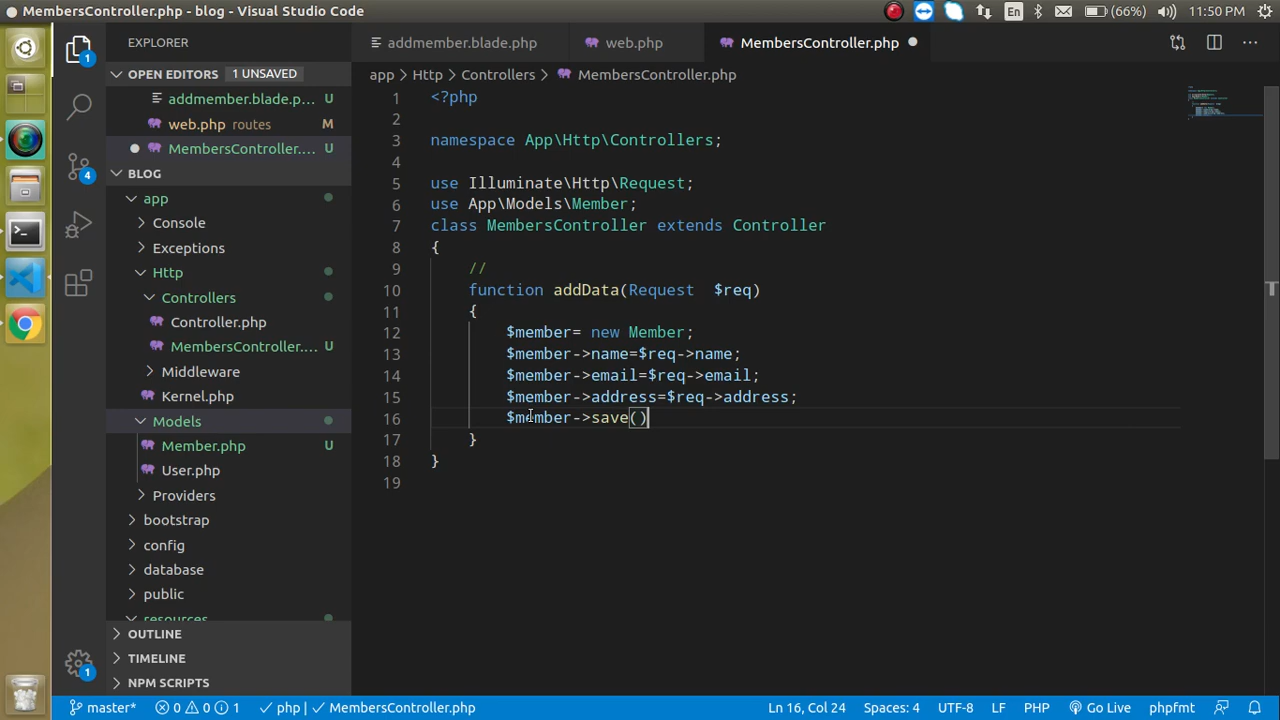 MembersController.php - blog - Visual Studio Code
En
(66%)
11:50 PM
EXPLORER
addmember.blade.php
web.php
MembersController.php
OPEN EDITORS
1 UNSAVED
addmember.blade.p... U
web.php routes M
MembersController.... U
BLOG
app
Console
Exceptions
Http
Controllers
Controller.php
MembersController.... U
Middleware
Kernel.php
Models
Member.php U
User.php
Providers
bootstrap
config
database
public
resources
OUTLINE
TIMELINE
NPM SCRIPTS
1
4
1
app > Http > Controllers > MembersController.php
1 <?php
2
3 namespace App\Http\Controllers;
4
5 use Illuminate\Http\Request;
6 use App\Models\Member;
7 class MembersController extends Controller
8 {
9 //
10 function addData(Request  $req)
11 {
12 $member= new Member;
13 $member->name=$req->name;
14 $member->email=$req->email;
15 $member->address=$req->address;
16 $member->save()
17 }
18 }
19
master*
0
0
1
php
MembersController.php
Ln 16, Col 24
Spaces: 4
UTF-8
LF
PHP
Go Live
phpfmt